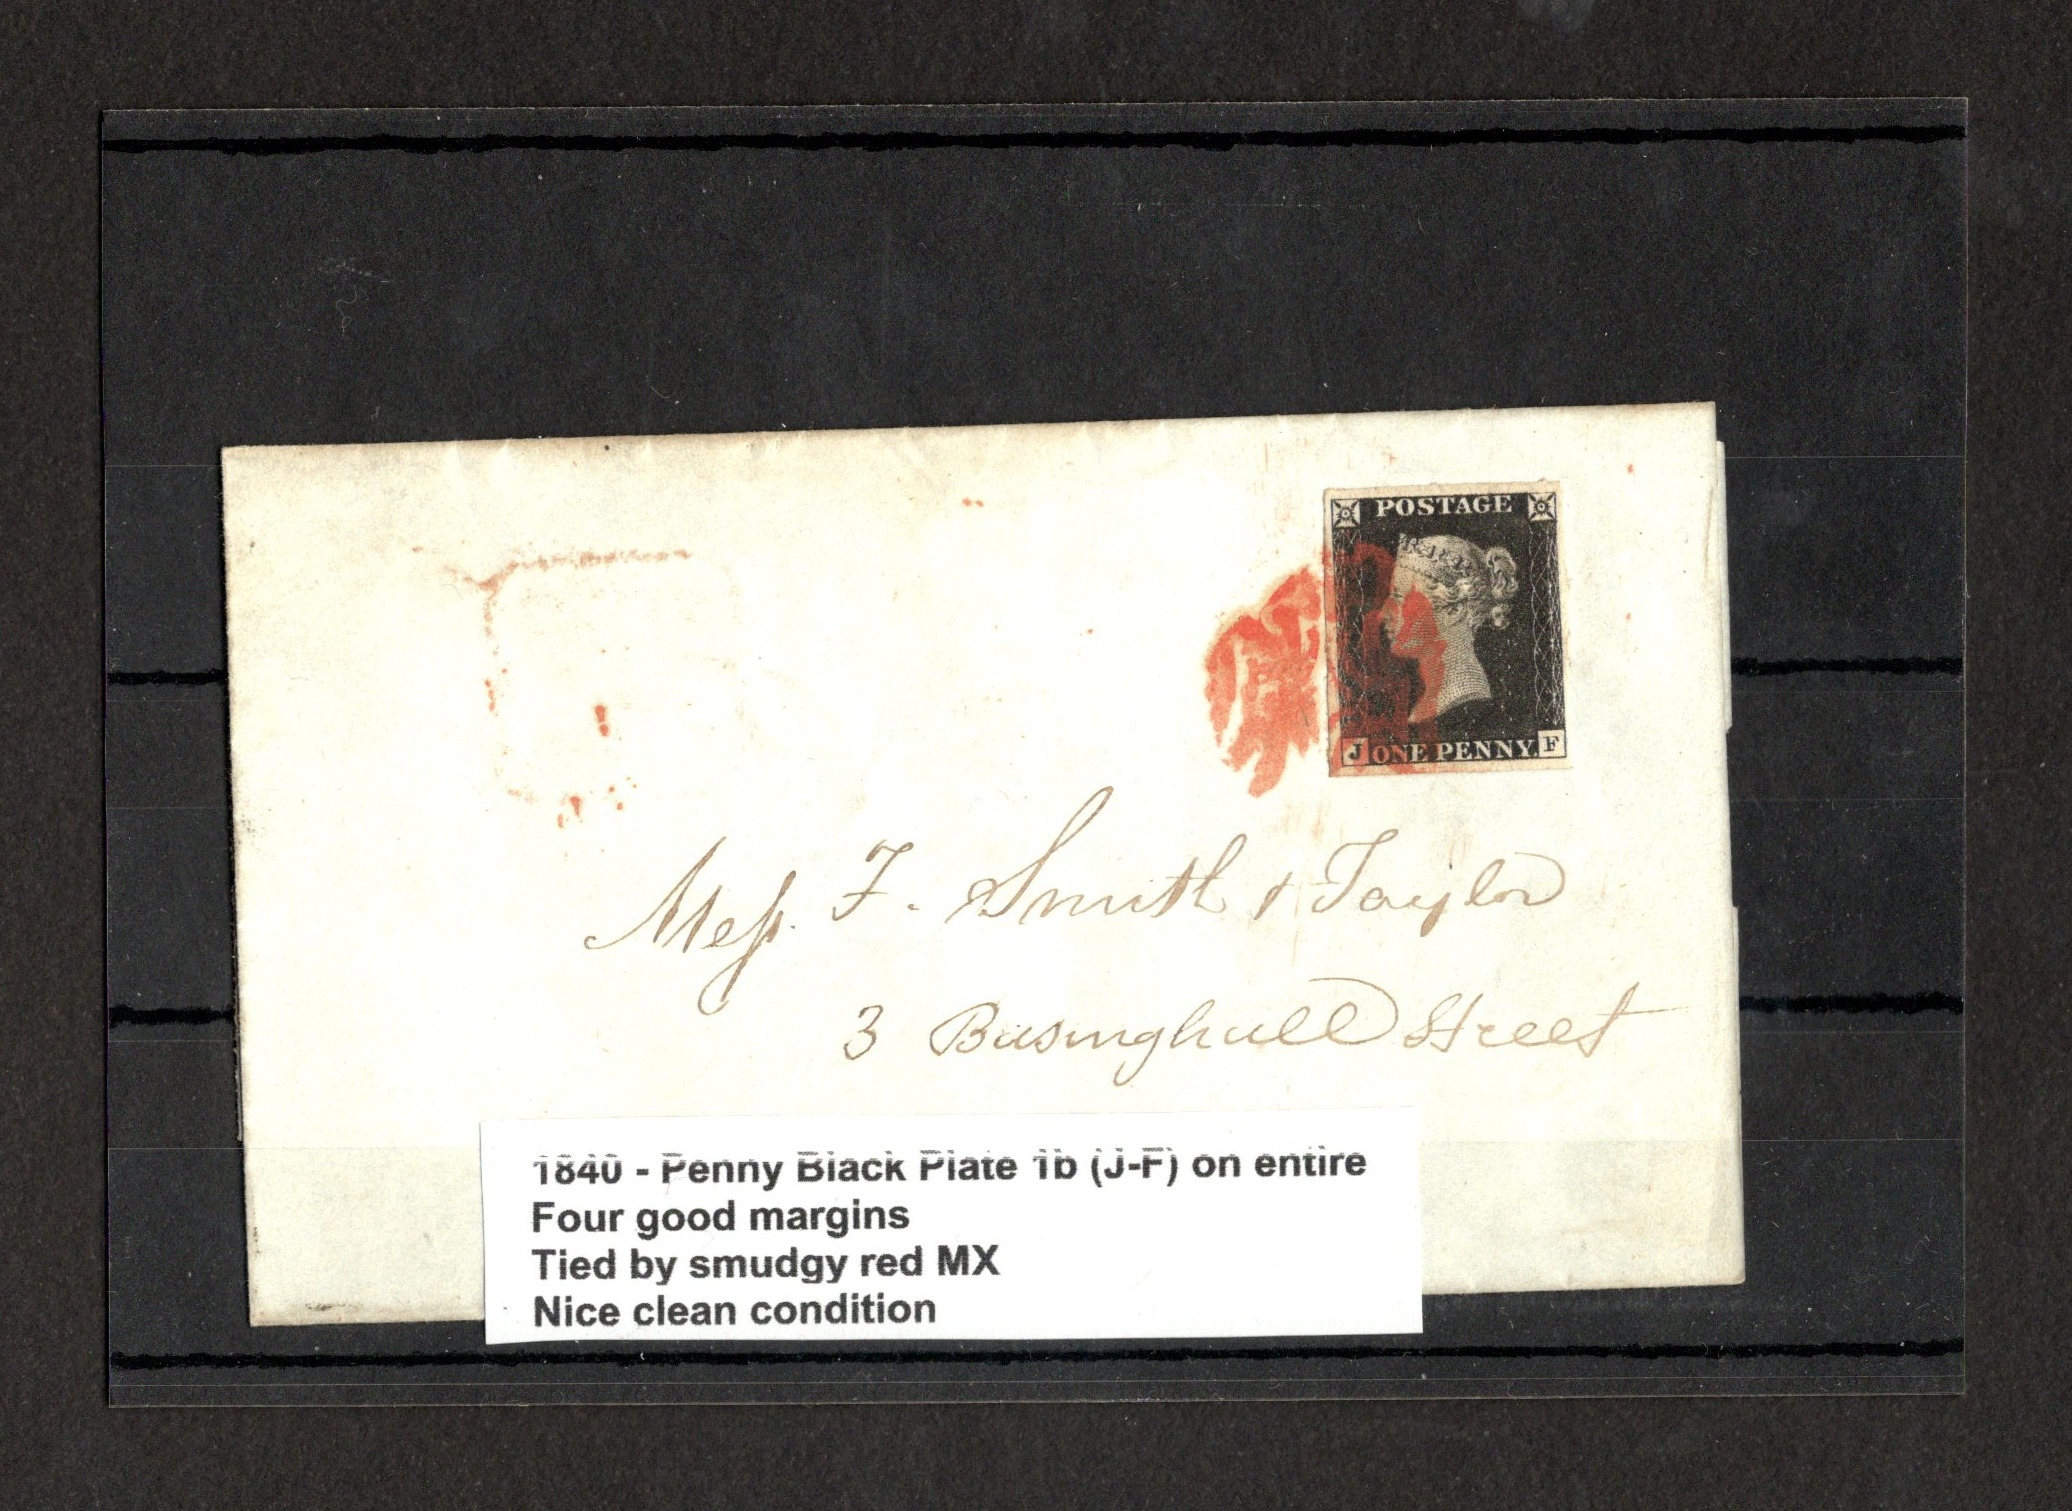 POSTAGE
J ONE PENNY. F
Mess. F. Smith & Taylor
3 Basinghall Street
1840 - Penny Black Plate 1b (J-F) on entire
Four good margins
Tied by smudgy red MX
Nice clean condition